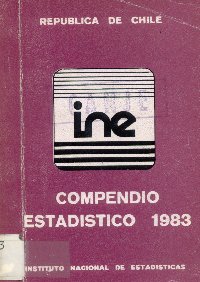 REPUBLICA DE CHILE
ine
COMPENDIO
ESTADISTICO 1983
INSTITUTO NACIONAL DE ESTADISTICAS